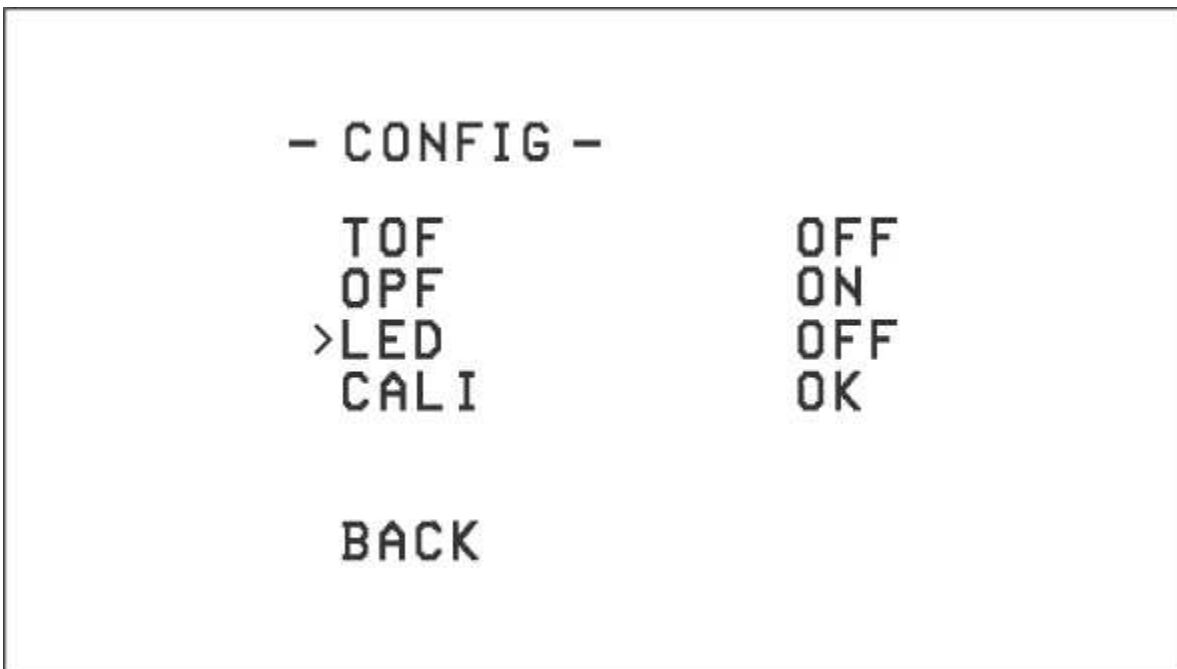 - CONFIG -
TOF OFF
OPF ON
>LED OFF
CALI OK
BACK